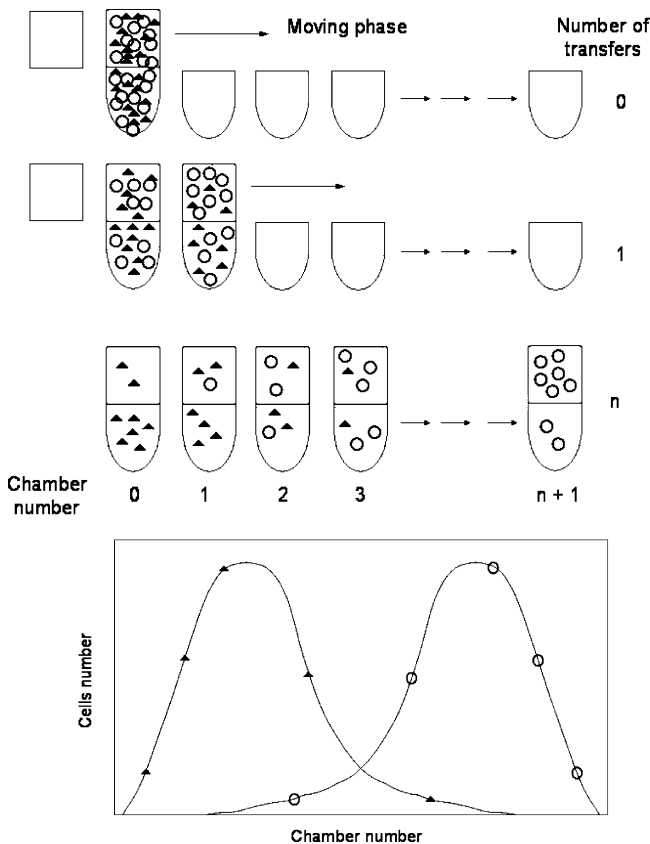 Moving phase
Number of
transfers
0
1
n
Chamber
number
0 1 2 3 n + 1
Cells number
Chamber number